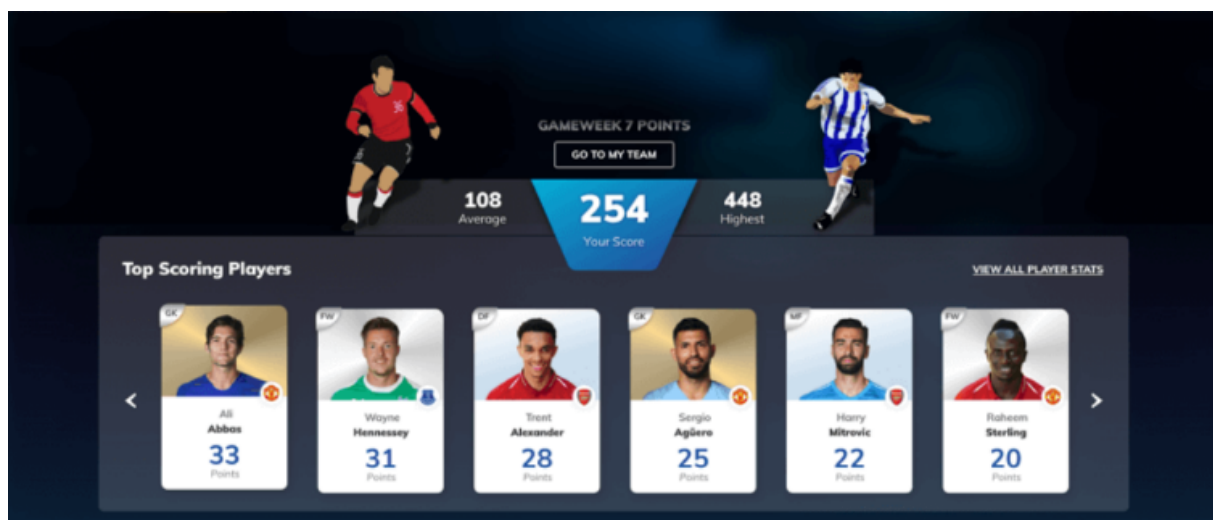 GAMEWEEK 7 POINTS
GO TO MY TEAM
108
Average
254
Your Score
448
Highest
Top Scoring Players
VIEW ALL PLAYER STATS
GK
Ali
Abbas
33
Points
FW
Wayne
Hennessey
31
Points
DF
Trent
Alexander
28
Points
GK
Sergio
Agüero
25
Points
MF
Harry
Mitrovic
22
Points
FW
Raheem
Sterling
20
Points